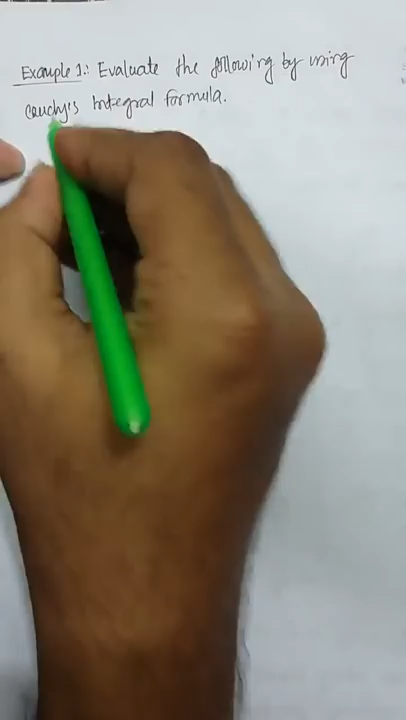 Example 1: Evaluate the following by using
Cauchy's Integral formula.